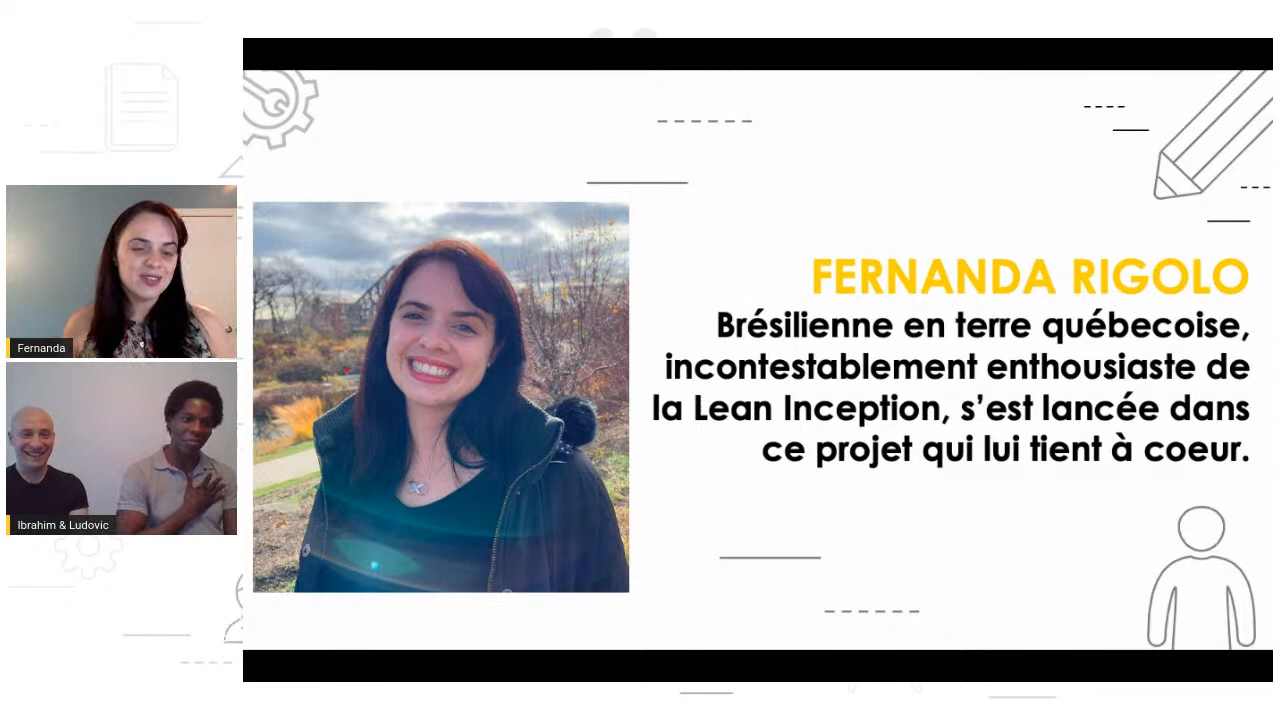 Fernanda
Ibrahim & Ludovic
FERNANDA RIGOLO
Brésilienne en terre québecoise,
incontestablement enthousiaste de
la Lean Inception, s’est lancée dans
ce projet qui lui tient à coeur.